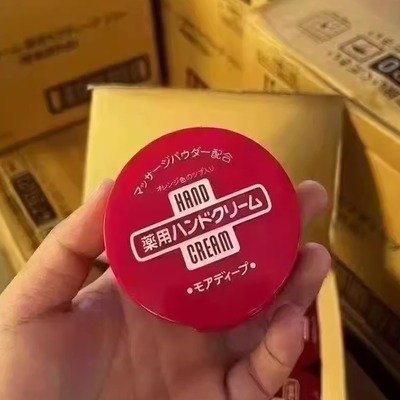 マッサージパウダー配合
オレンジ色のツブ入り
HAND
薬用ハンドクリーム
CREAM
●モアディープ●